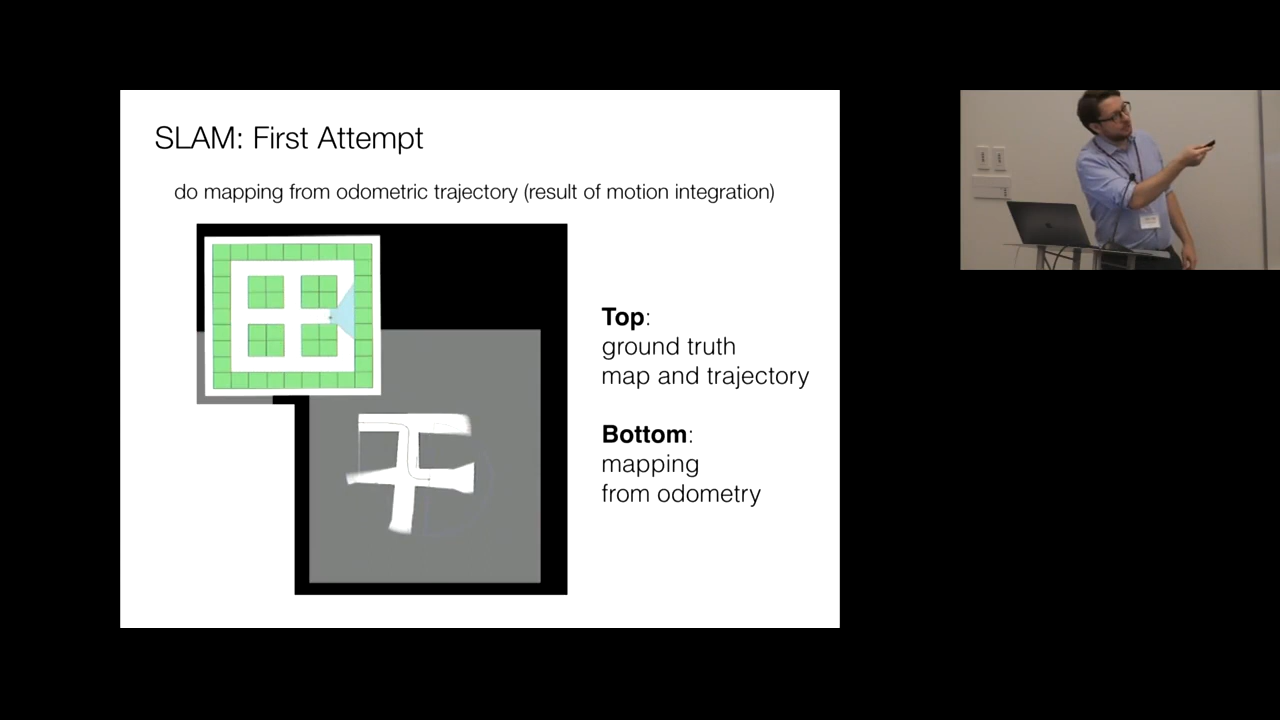 SLAM: First Attempt
do mapping from odometric trajectory (result of motion integration)
Top:
ground truth
map and trajectory
Bottom:
mapping
from odometry